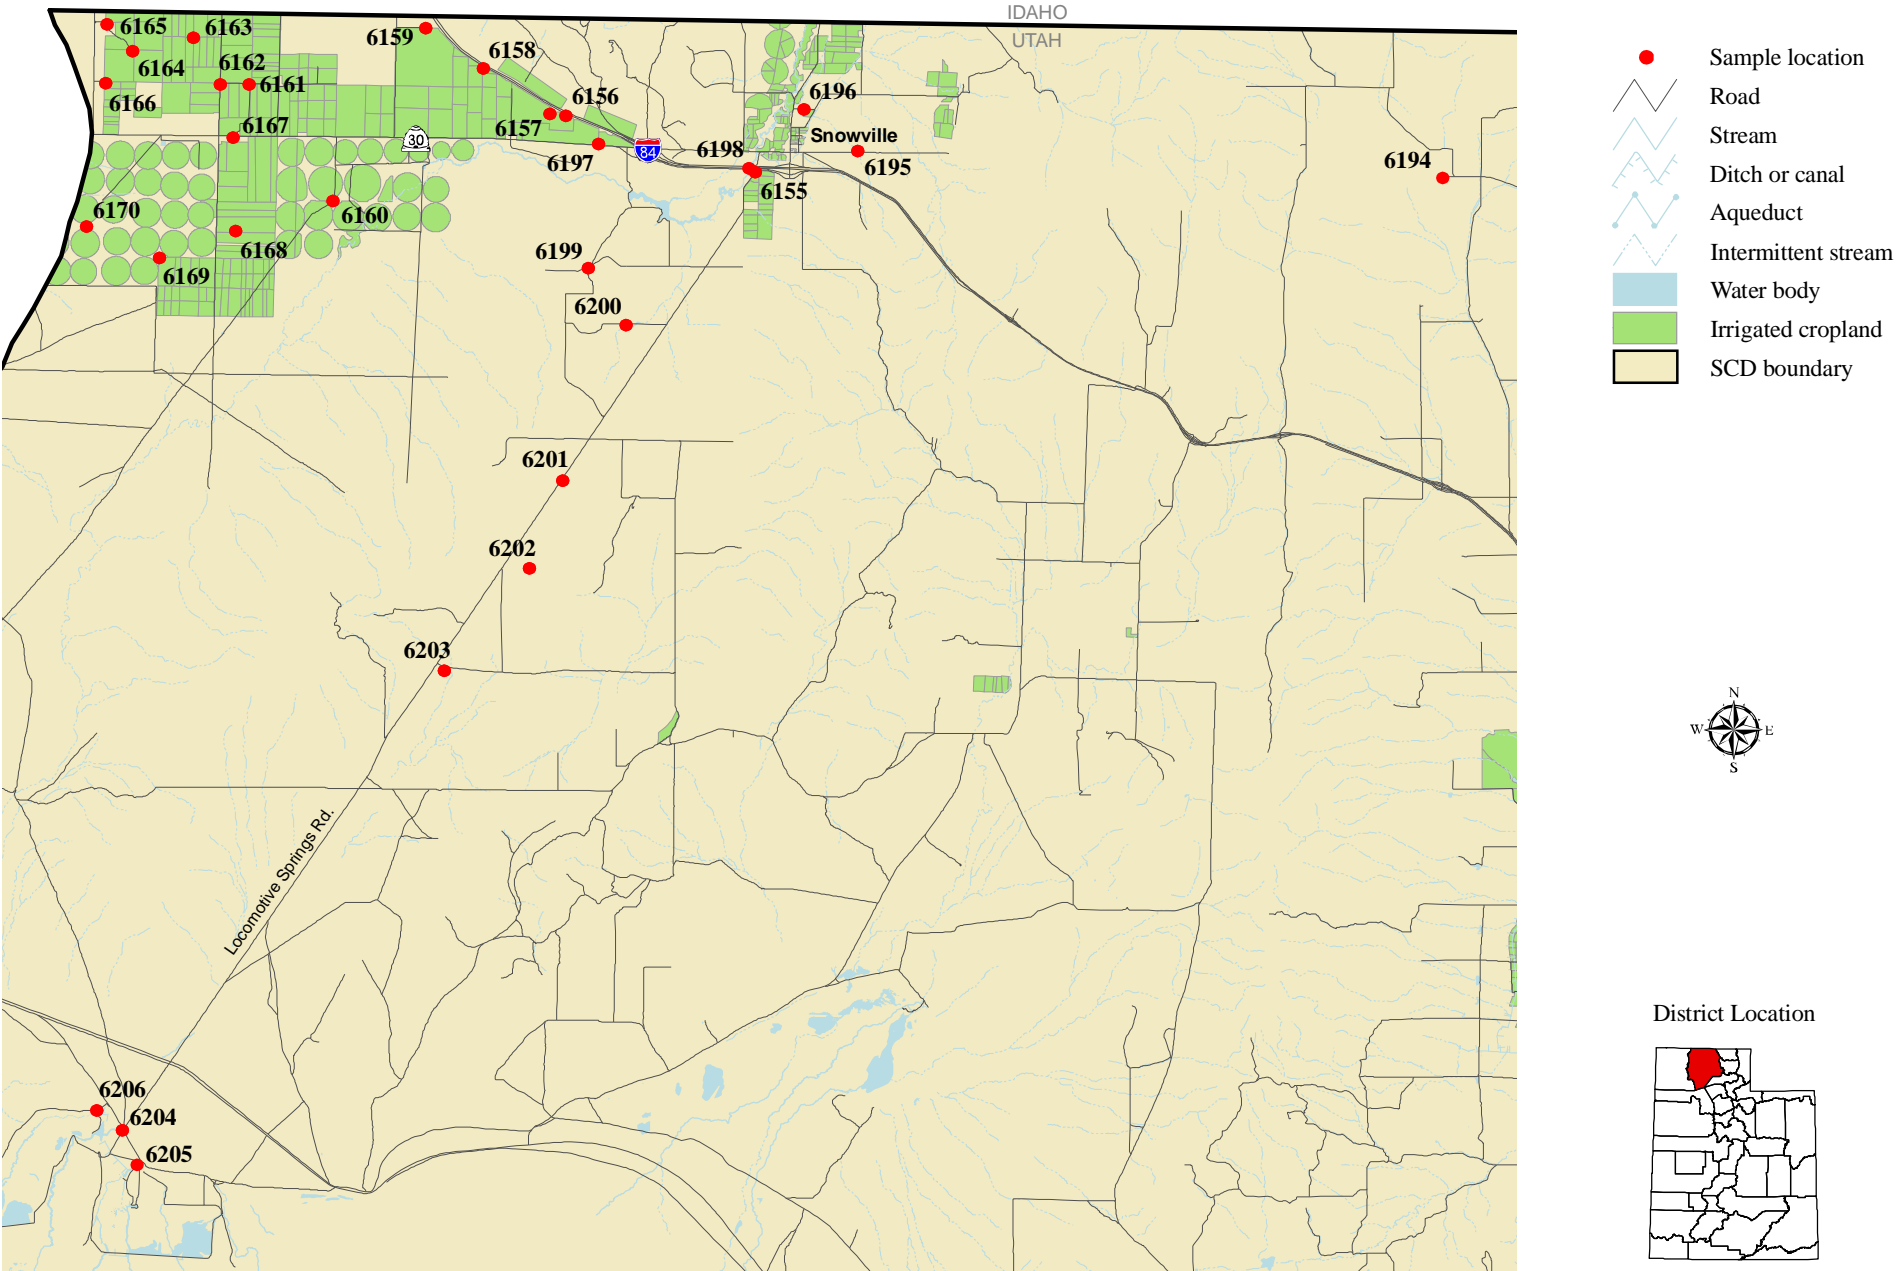 IDAHO
UTAH
6165
6163
6159
6158
6164
6162
6161
6166
6156
6196
6167
6157
Snowville
30
84
6197
6198
6195
6194
6155
6170
6160
6168
6199
6169
6200
6201
6202
6203
Locomotive Springs Rd.
6206
6204
6205
Sample location
Road
Stream
Ditch or canal
Aqueduct
Intermittent stream
Water body
Irrigated cropland
SCD boundary
N
W E
S
District Location